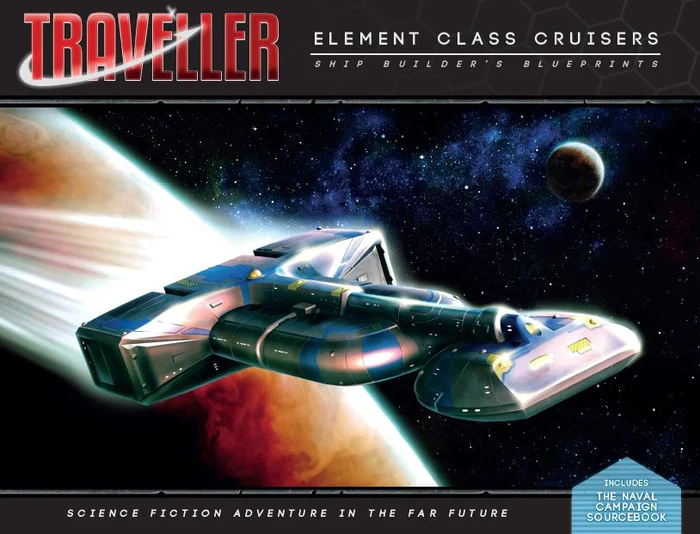 TRAVELLER
ELEMENT CLASS CRUISERS
SHIP BUILDER'S BLUEPRINTS
SCIENCE FICTION ADVENTURE IN THE FAR FUTURE
INCLUDES
THE NAVAL
CAMPAIGN
SOURCEBOOK